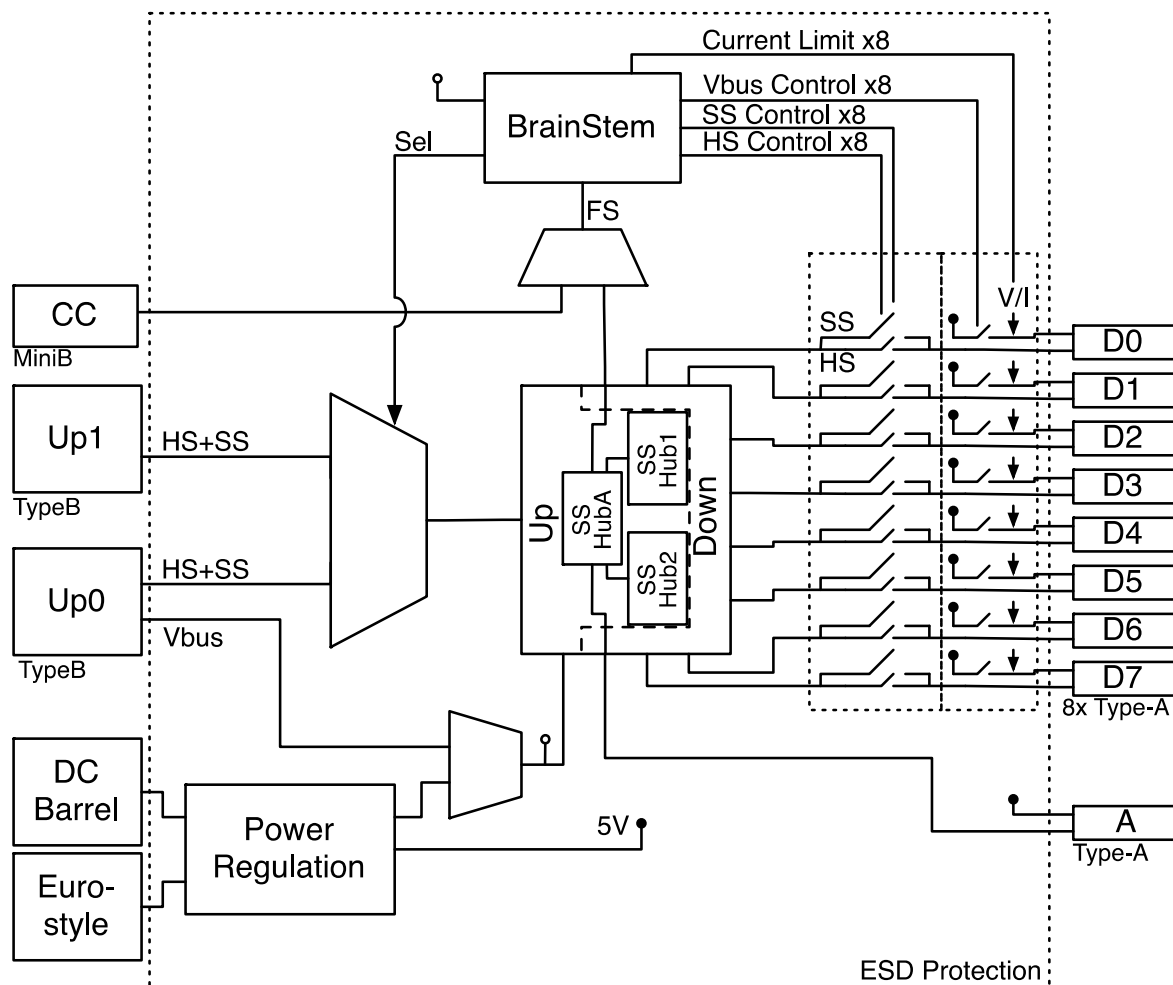 Current Limit x8
Vbus Control x8
BrainStem
SS Control x8
Sel
HS Control x8
FS
CC
MiniB
V/I
SS
D0
HS
D1
Up1
HS+SS
TypeB
D2
SS
Hub1
D3
Up
SS
HubA
Down
D4
Up0
HS+SS
SS
Hub2
D5
Vbus
TypeB
D6
D7
8x Type-A
DC
Barrel
Power
Regulation
5V
A
Type-A
Euro-
style
ESD Protection